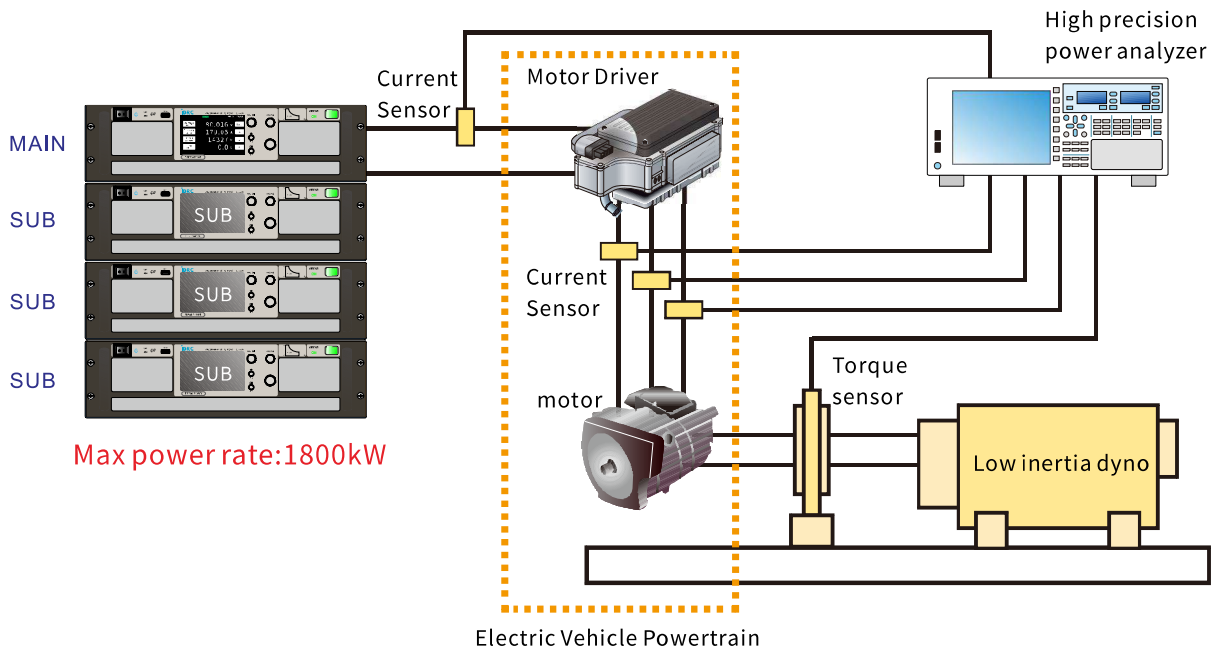 High precision
power analyzer
Current
Sensor
Motor Driver
MAIN
SUB
SUB
SUB
SUB
SUB
SUB
Current
Sensor
Torque
sensor
motor
Max power rate:1800kW
Low inertia dyno
Electric Vehicle Powertrain